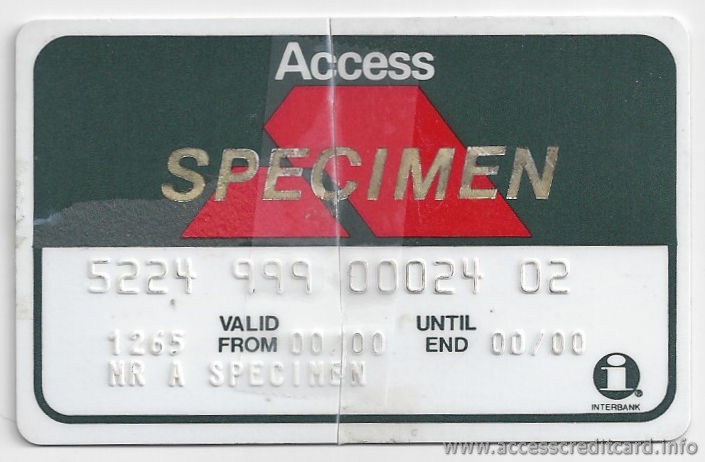 Access
SPECIMEN
5224 999 00024 02
1265 VALID FROM 00/00 UNTIL END 00/00
MR A SPECIMEN
i
®
INTERBANK
www.accesscreditcard.info